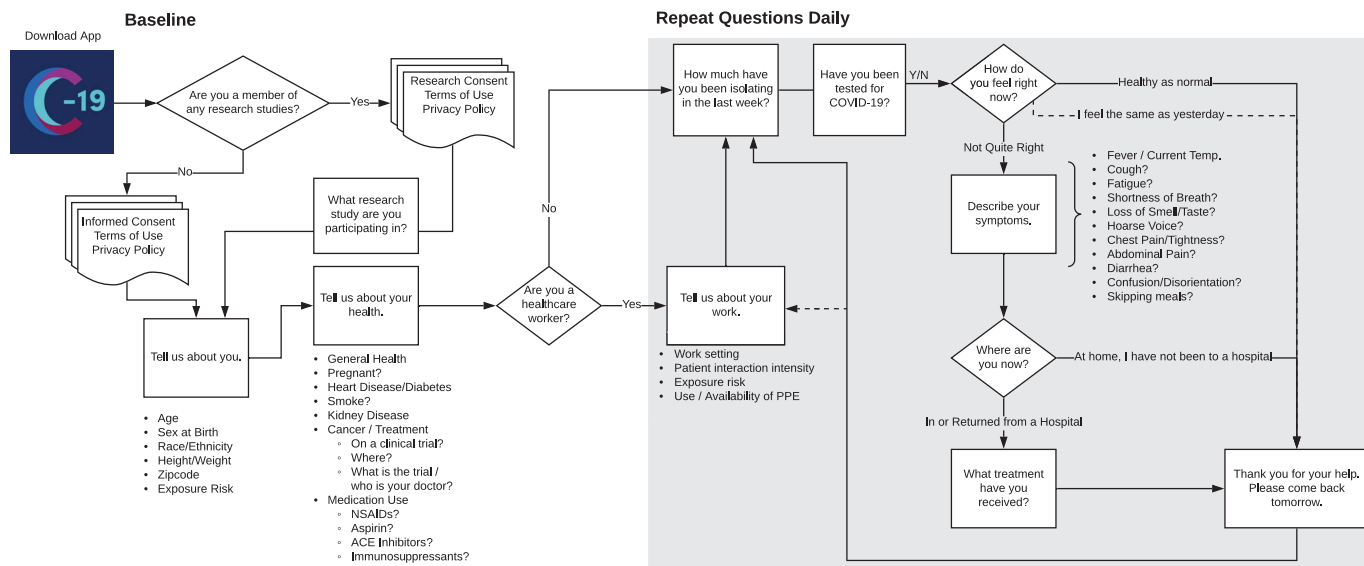 Baseline
Download App
C-19
Are you a member of
any research studies?
Yes
Research Consent
Terms of Use
Privacy Policy
No
Informed Consent
Terms of Use
Privacy Policy
What research
study are you
participating in?
Tell us about you.
• Age
• Sex at Birth
• Race/Ethnicity
• Height/Weight
• Zipcode
• Exposure Risk
Tell us about your
health.
• General Health
• Pregnant?
• Heart Disease/Diabetes
• Smoke?
• Kidney Disease
• Cancer / Treatment
◦ On a clinical trial?
◦ Where?
◦ What is the trial /
who is your doctor?
• Medication Use
◦ NSAIDs?
◦ Aspirin?
◦ ACE Inhibitors?
◦ Immunosuppressants?
Are you a
healthcare
worker?
No
Yes
Repeat Questions Daily
How much have
you been isolating
in the last week?
Have you been
tested for
COVID-19?
Y/N
How do
you feel right
now?
Healthy as normal
I feel the same as yesterday
Not Quite Right
Describe your
symptoms.
• Fever / Current Temp.
• Cough?
• Fatigue?
• Shortness of Breath?
• Loss of Smell/Taste?
• Hoarse Voice?
• Chest Pain/Tightness?
• Abdominal Pain?
• Diarrhea?
• Confusion/Disorientation?
• Skipping meals?
Tell us about your
work.
• Work setting
• Patient interaction intensity
• Exposure risk
• Use / Availability of PPE
Where are
you now?
At home, I have not been to a hospital
In or Returned from a Hospital
What treatment
have you
received?
Thank you for your help.
Please come back
tomorrow.